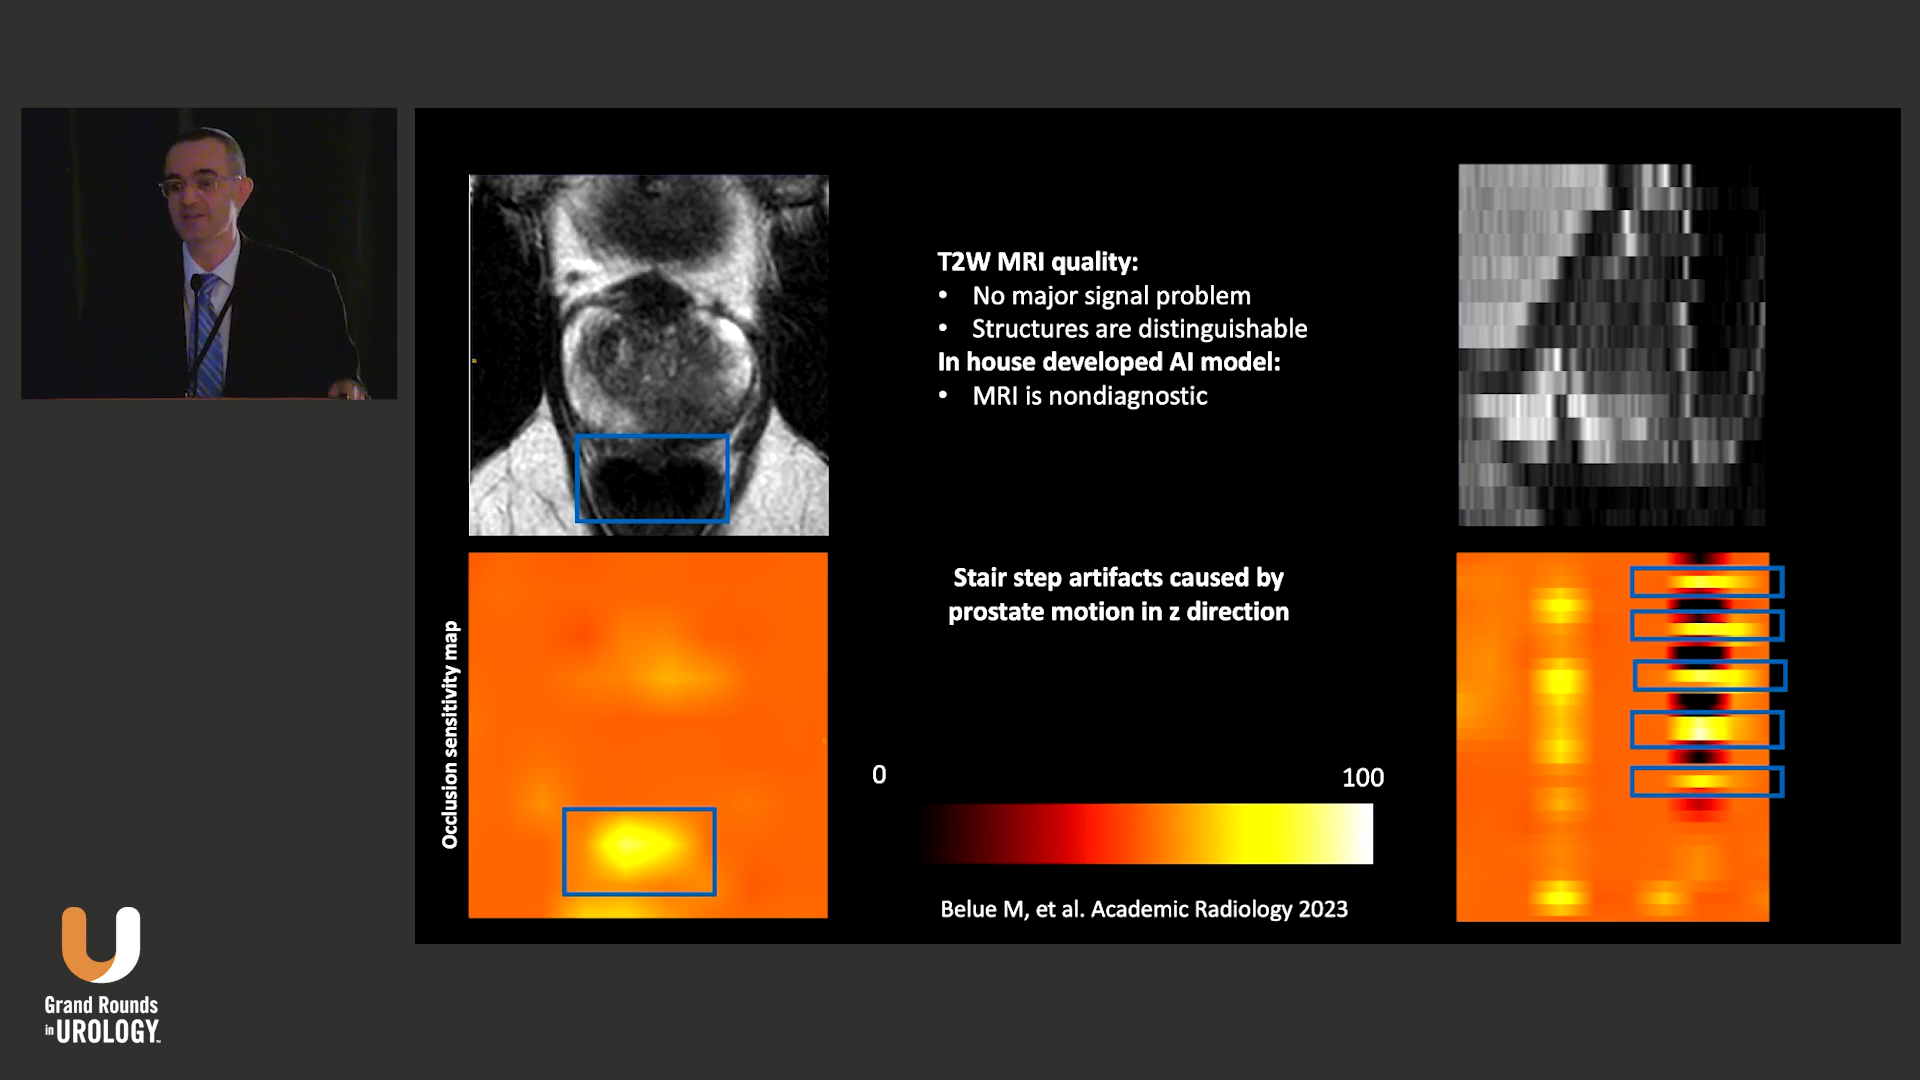 T2W MRI quality:
• No major signal problem
• Structures are distinguishable
In house developed AI model:
• MRI is nondiagnostic
Stair step artifacts caused by
prostate motion in z direction
Occlusion sensitivity map
0
100
Belue M, et al. Academic Radiology 2023
Grand Rounds
in UROLOGY™